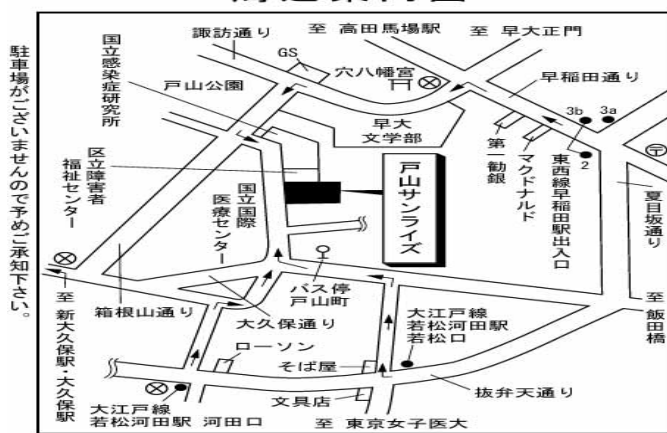 諏訪通り
至 高田馬場駅
至 早大正門
GS
穴八幡宮
早稲田通り
国立感染症研究所
戸山公園
3b
3a
早大
文学部
第一勧銀
マクドナルド
2
東西線早稲田駅出入口
〒
夏目坂通り
区立障害者
福祉センター
国立国際
医療センター
戸山サンライズ
バス停
戸山町
至 飯田橋
至 新大久保駅・大久保駅
箱根山通り
大久保通り
大江戸線
若松河田駅
若松口
ローソン
そば屋
抜弁天通り
文具店
大江戸線
若松河田駅 河田口
至 東京女子医大
駐車場がございませんので予めご承知下さい。